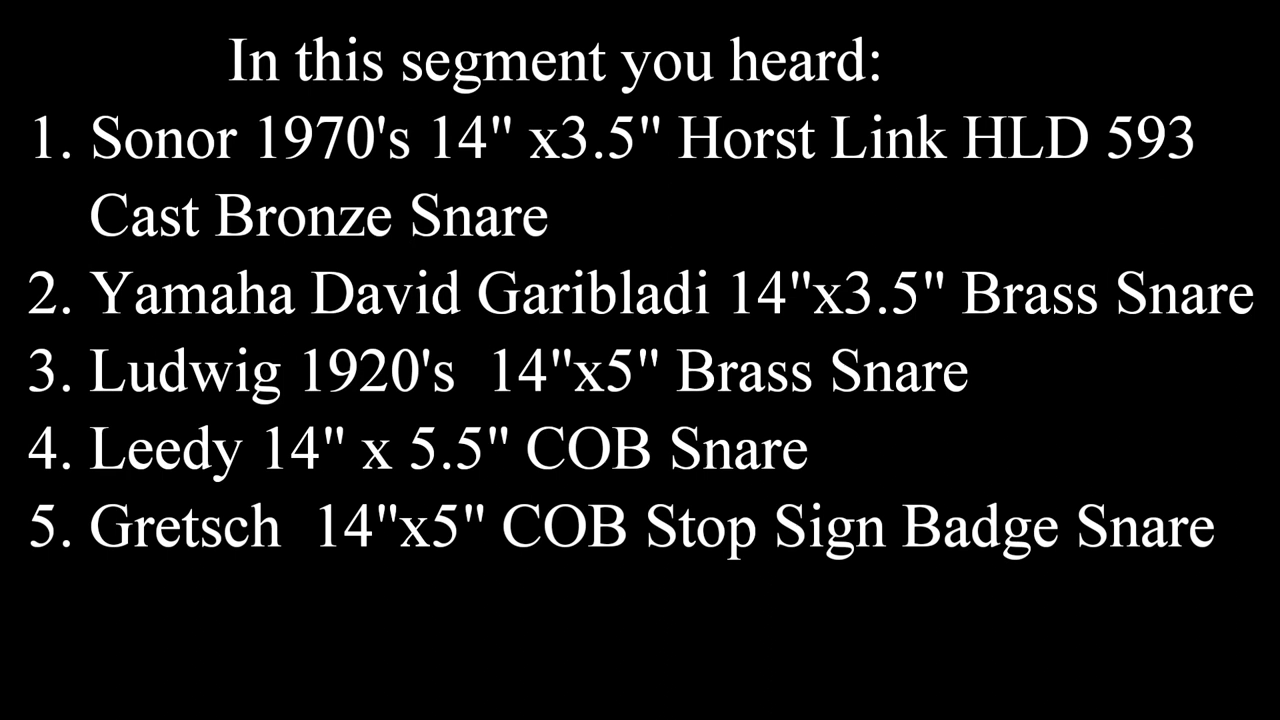 In this segment you heard:
1. Sonor 1970's 14" x3.5" Horst Link HLD 593
Cast Bronze Snare
2. Yamaha David Garibladi 14"x3.5" Brass Snare
3. Ludwig 1920's  14"x5" Brass Snare
4. Leedy 14" x 5.5" COB Snare
5. Gretsch  14"x5" COB Stop Sign Badge Snare